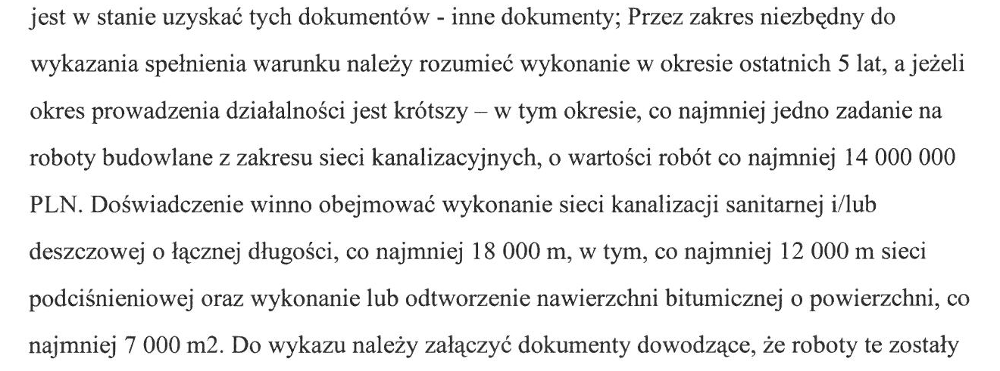 jest w stanie uzyskać tych dokumentów - inne dokumenty; Przez zakres niezbędny do
wykazania spełnienia warunku należy rozumieć wykonanie w okresie ostatnich 5 lat, a jeżeli
okres prowadzenia działalności jest krótszy – w tym okresie, co najmniej jedno zadanie na
roboty budowlane z zakresu sieci kanalizacyjnych, o wartości robót co najmniej 14 000 000
PLN. Doświadczenie winno obejmować wykonanie sieci kanalizacji sanitarnej i/lub
deszczowej o łącznej długości, co najmniej 18 000 m, w tym, co najmniej 12 000 m sieci
podciśnieniowej oraz wykonanie lub odtworzenie nawierzchni bitumicznej o powierzchni, co
najmniej 7 000 m2. Do wykazu należy załączyć dokumenty dowodzące, że roboty te zostały